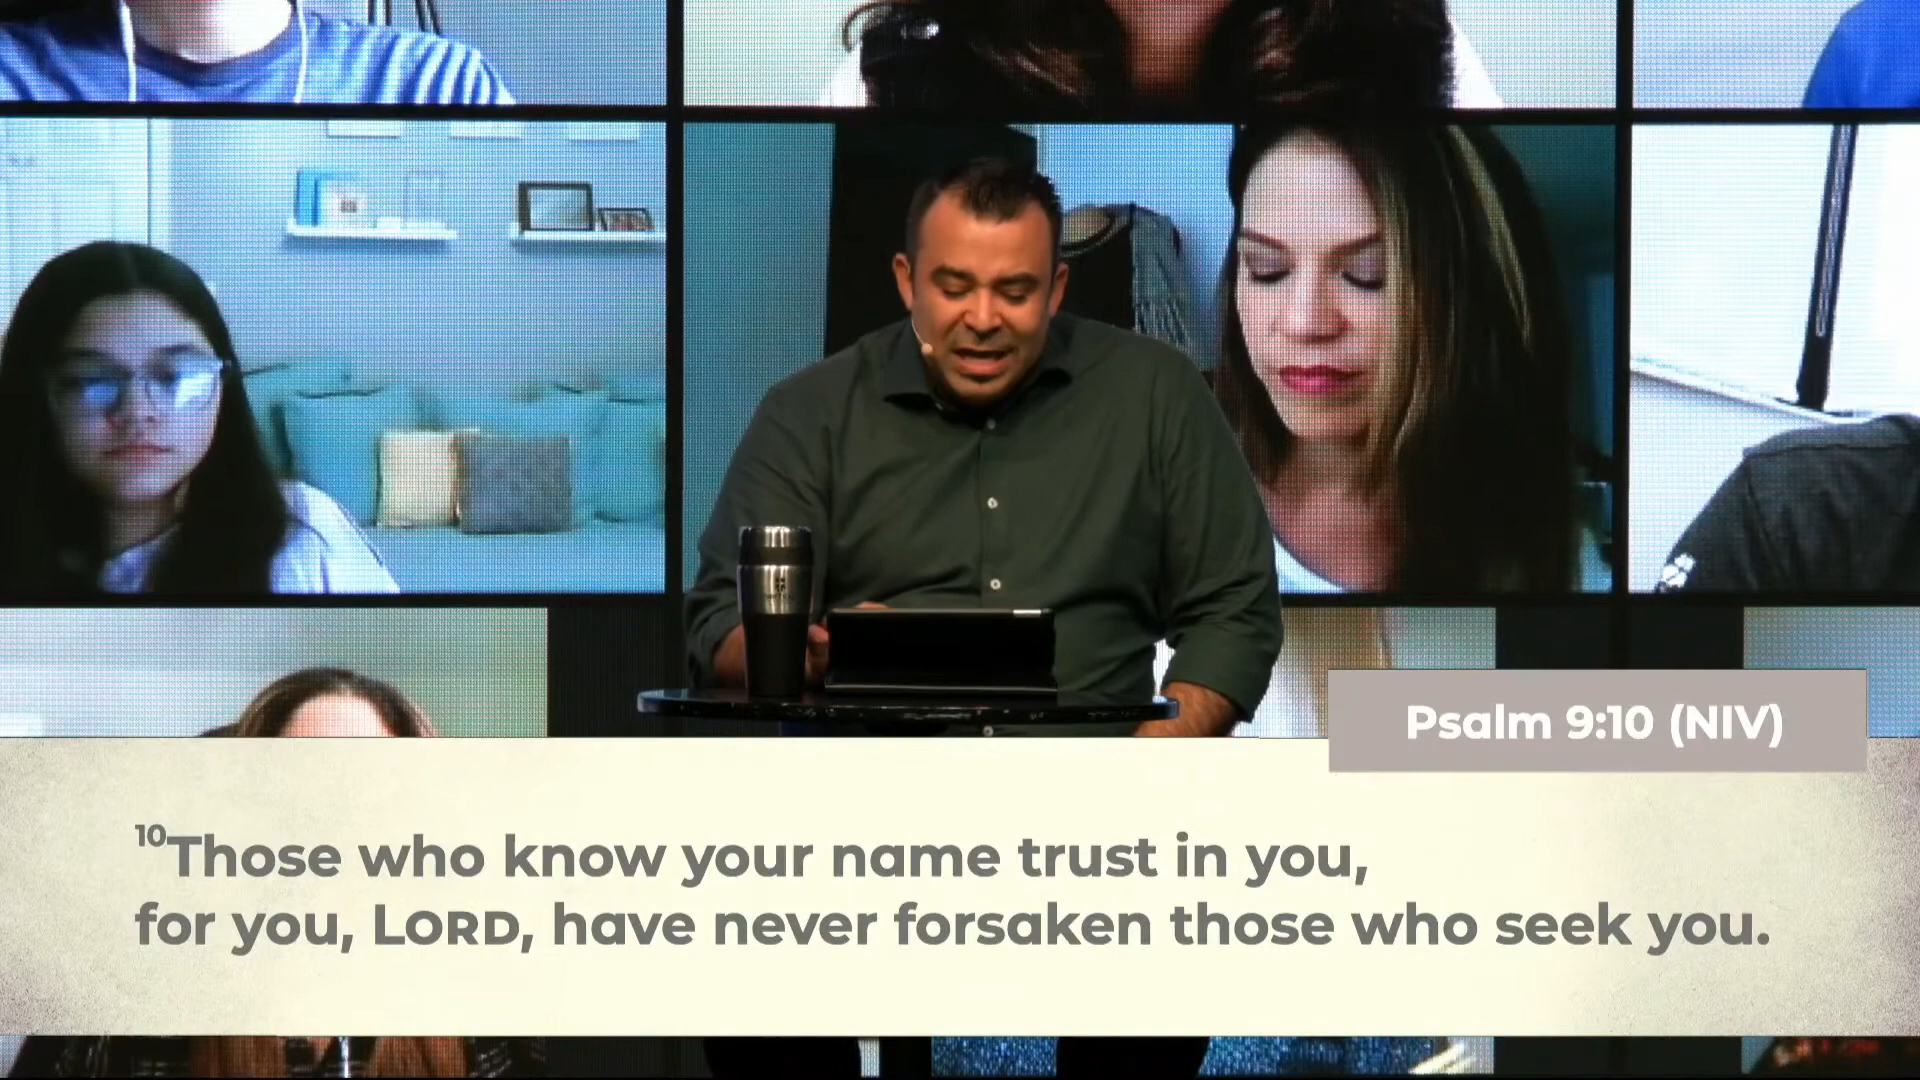 Psalm 9:10 (NIV)
¹⁰Those who know your name trust in you,
for you, LORD, have never forsaken those who seek you.